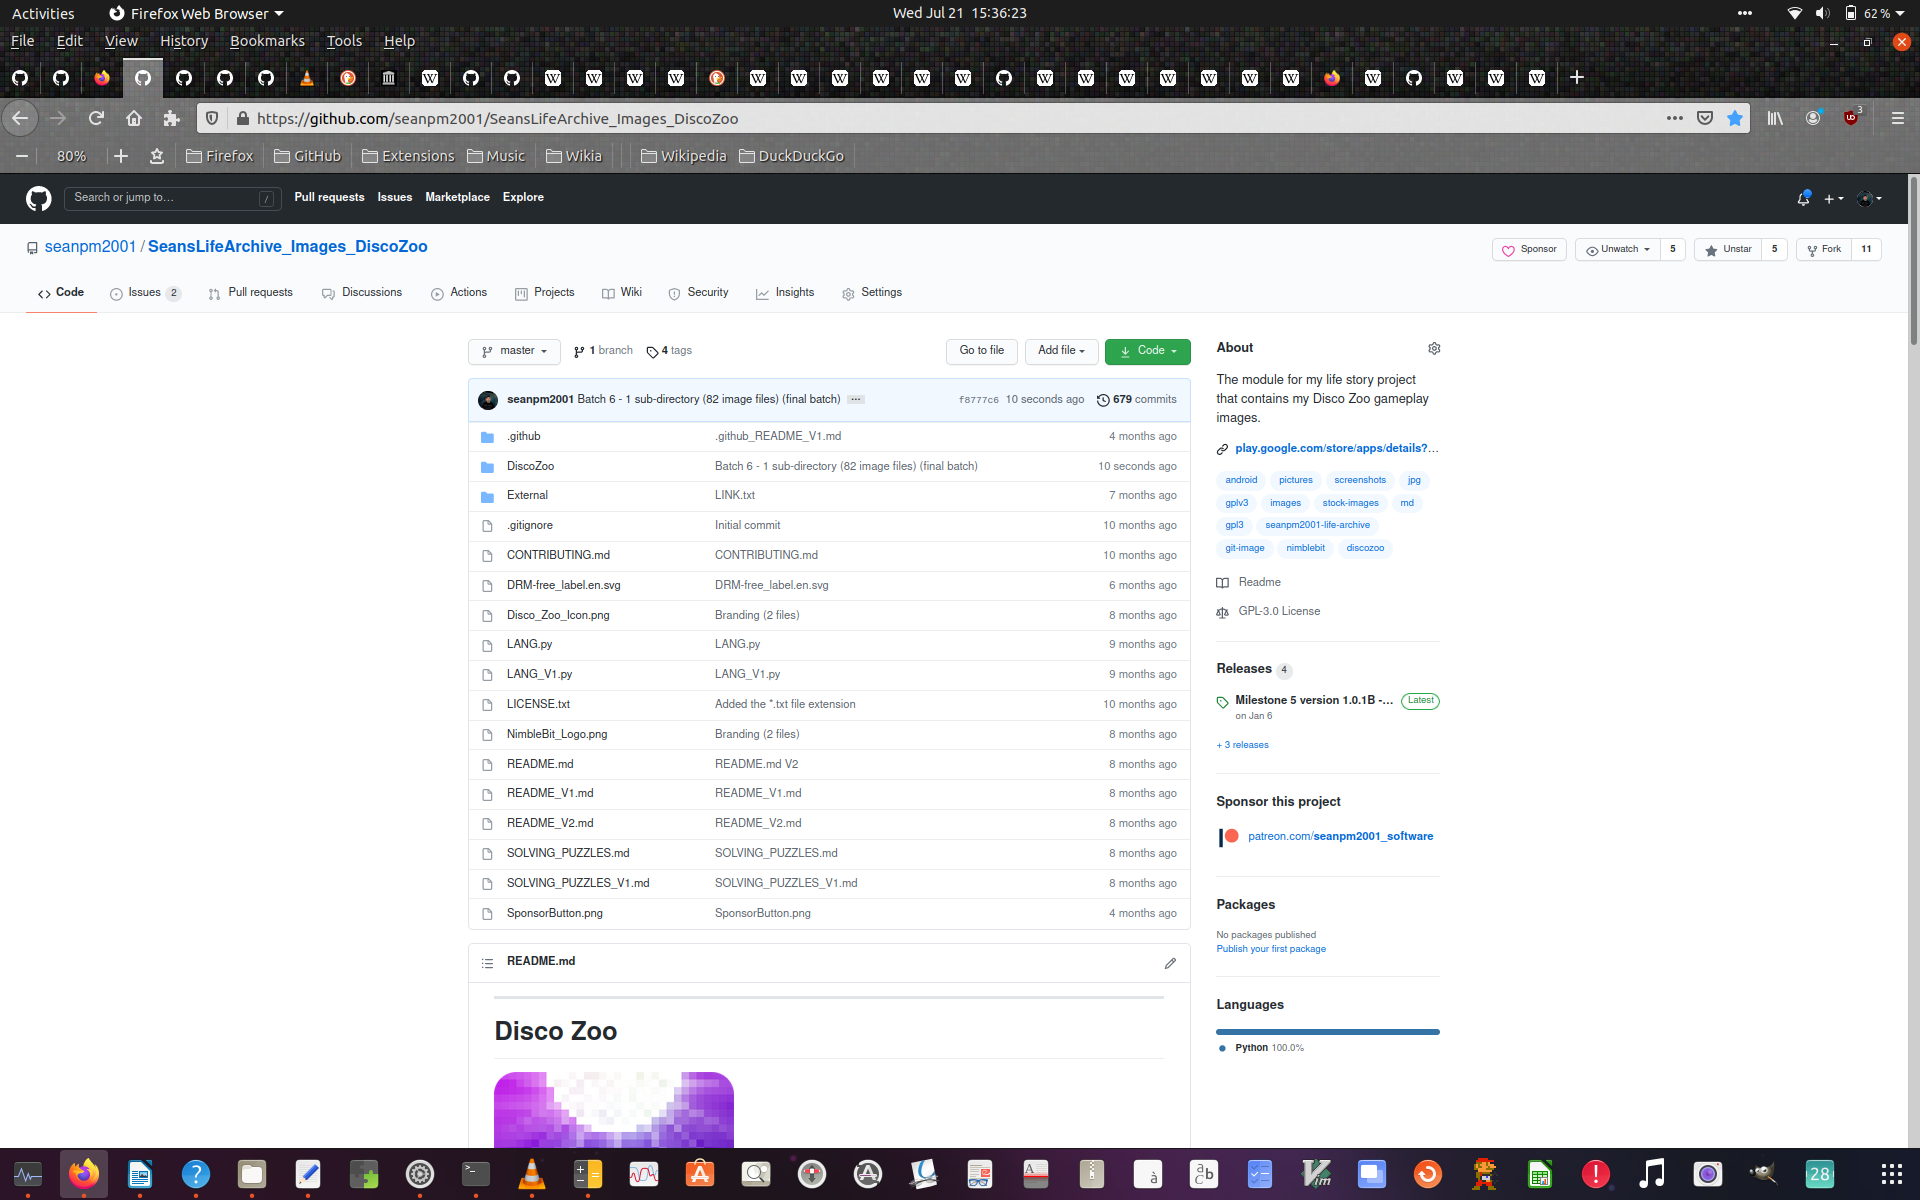 Activities Firefox Web Browser Wed Jul 21 15:36:23 62 %
File Edit View History Bookmarks Tools Help
https://github.com/seanpm2001/SeansLifeArchive_Images_DiscoZoo 3
80% Firefox GitHub Extensions Music Wikia Wikipedia DuckDuckGo
Search or jump to… / Pull requests Issues Marketplace Explore
seanpm2001 / SeansLifeArchive_Images_DiscoZoo Sponsor Unwatch 5 Unstar 5 Fork 11
Code Issues 2 Pull requests Discussions Actions Projects Wiki Security Insights Settings
master 1 branch 4 tags Go to file Add file Code
seanpm2001 Batch 6 - 1 sub-directory (82 image files) (final batch) ... f8777c6 10 seconds ago 679 commits
.github .github_README_V1.md 4 months ago
DiscoZoo Batch 6 - 1 sub-directory (82 image files) (final batch) 10 seconds ago
External LINK.txt 7 months ago
.gitignore Initial commit 10 months ago
CONTRIBUTING.md CONTRIBUTING.md 10 months ago
DRM-free_label.en.svg DRM-free_label.en.svg 6 months ago
Disco_Zoo_Icon.png Branding (2 files) 8 months ago
LANG.py LANG.py 9 months ago
LANG_V1.py LANG_V1.py 9 months ago
LICENSE.txt Added the *.txt file extension 10 months ago
NimbleBit_Logo.png Branding (2 files) 8 months ago
README.md README.md V2 8 months ago
README_V1.md README_V1.md 8 months ago
README_V2.md README_V2.md 8 months ago
SOLVING_PUZZLES.md SOLVING_PUZZLES.md 8 months ago
SOLVING_PUZZLES_V1.md SOLVING_PUZZLES_V1.md 8 months ago
SponsorButton.png SponsorButton.png 4 months ago
README.md
Disco Zoo
About
The module for my life story project
that contains my Disco Zoo gameplay
images.
play.google.com/store/apps/details?...
android pictures screenshots jpg
gplv3 images stock-images md
gpl3 seanpm2001-life-archive
git-image nimblebit discozoo
Readme
GPL-3.0 License
Releases 4
Milestone 5 version 1.0.1B -... Latest
on Jan 6
+ 3 releases
Sponsor this project
patreon.com/seanpm2001_software
Packages
No packages published
Publish your first package
Languages
Python 100.0%
28